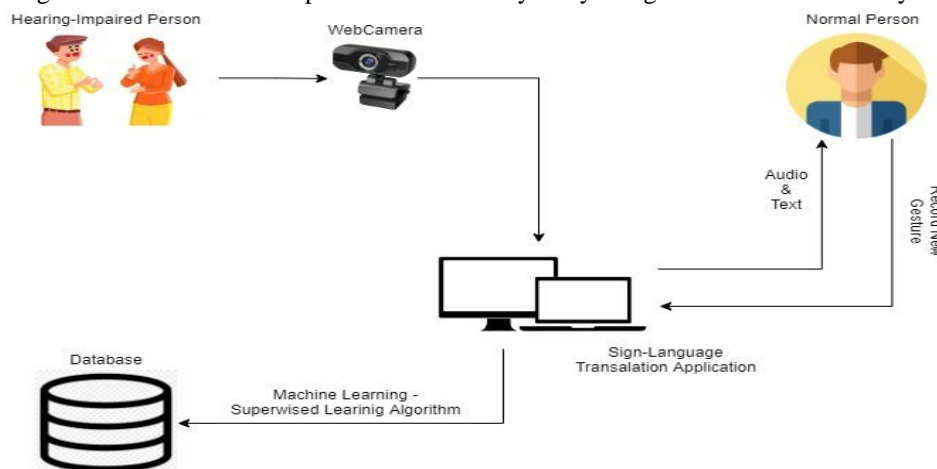 Hearing-Impaired Person
WebCamera
Normal Person
Audio
&
Text
Record New
Gesture
Sign-Language
Transalation Application
Database
Machine Learning -
Superwised Learinig Algorithm